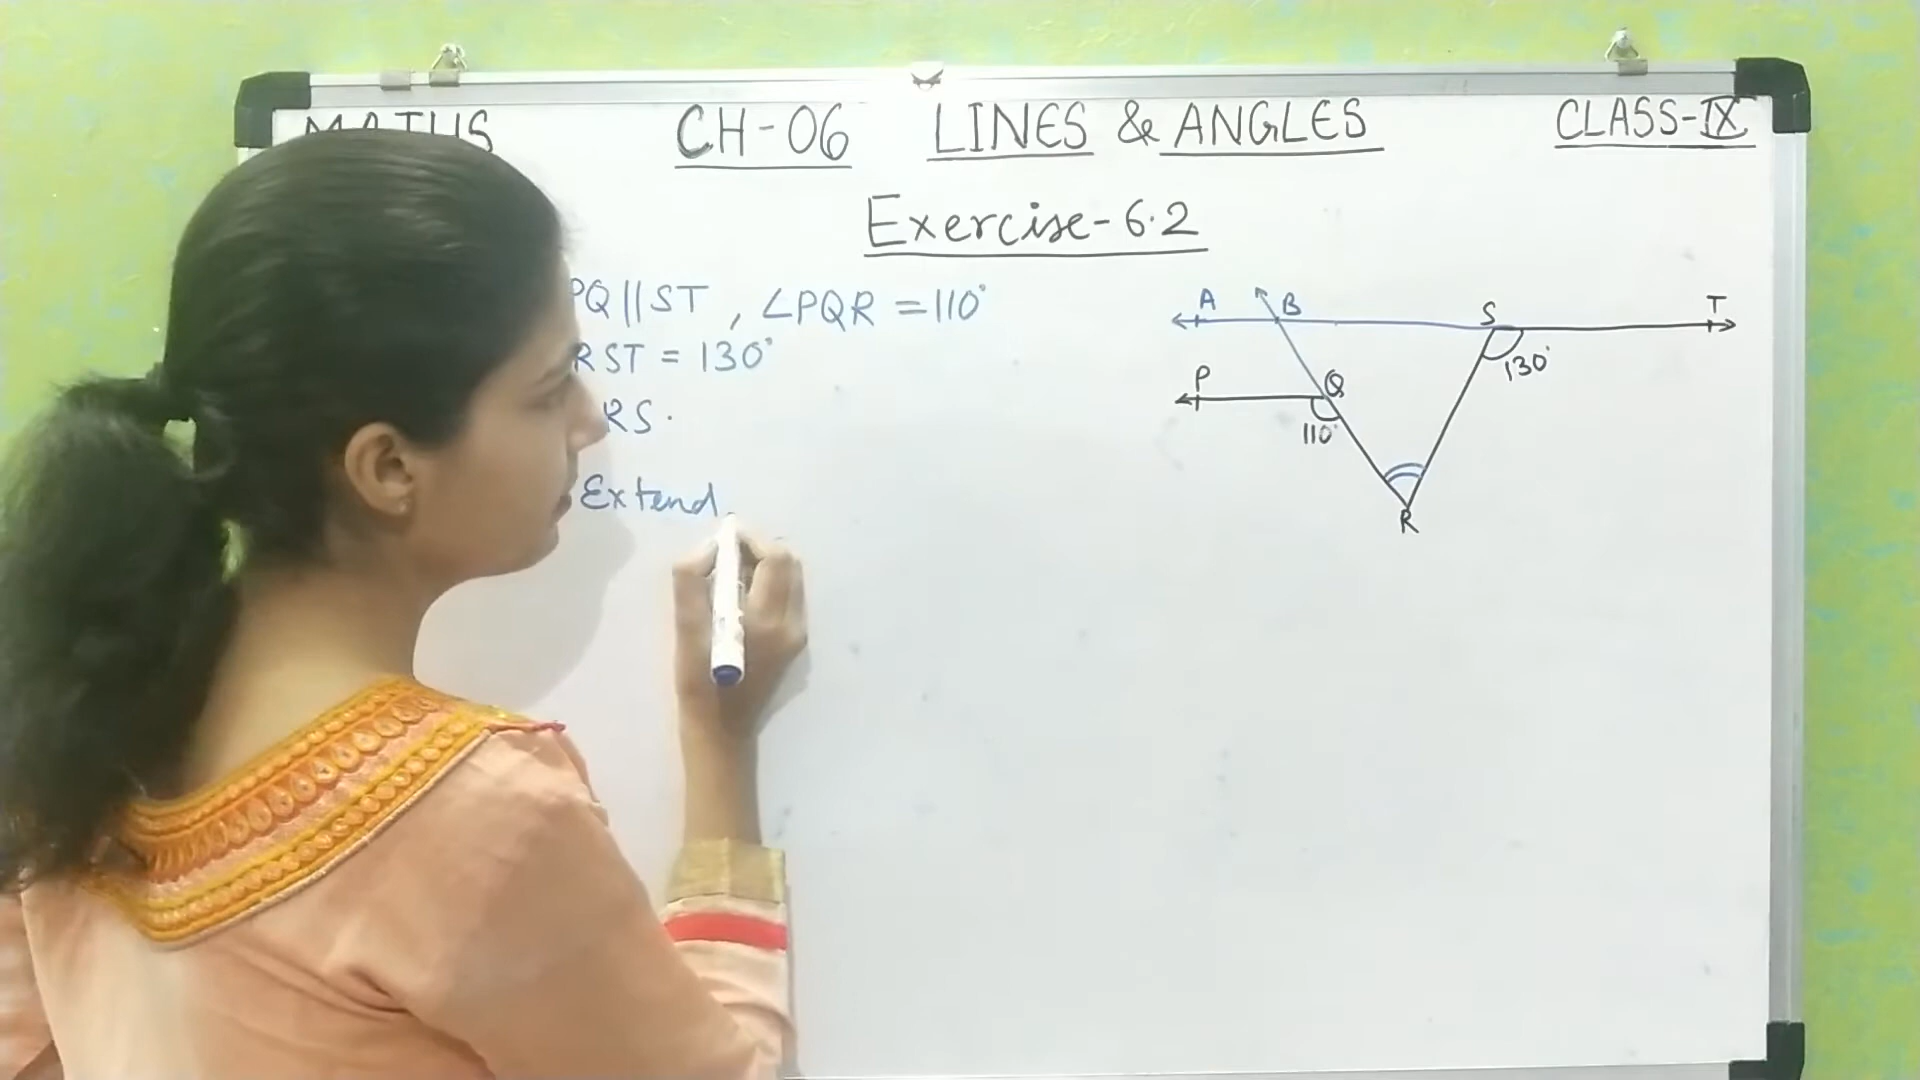 MATHS CH-06 LINES & ANGLES CLASS-IX
Exercise-6.2
PQ||ST, ∠PQR = 110°
RST = 130°
RS.
Extend
A B S T
130°
P Q
110°
R